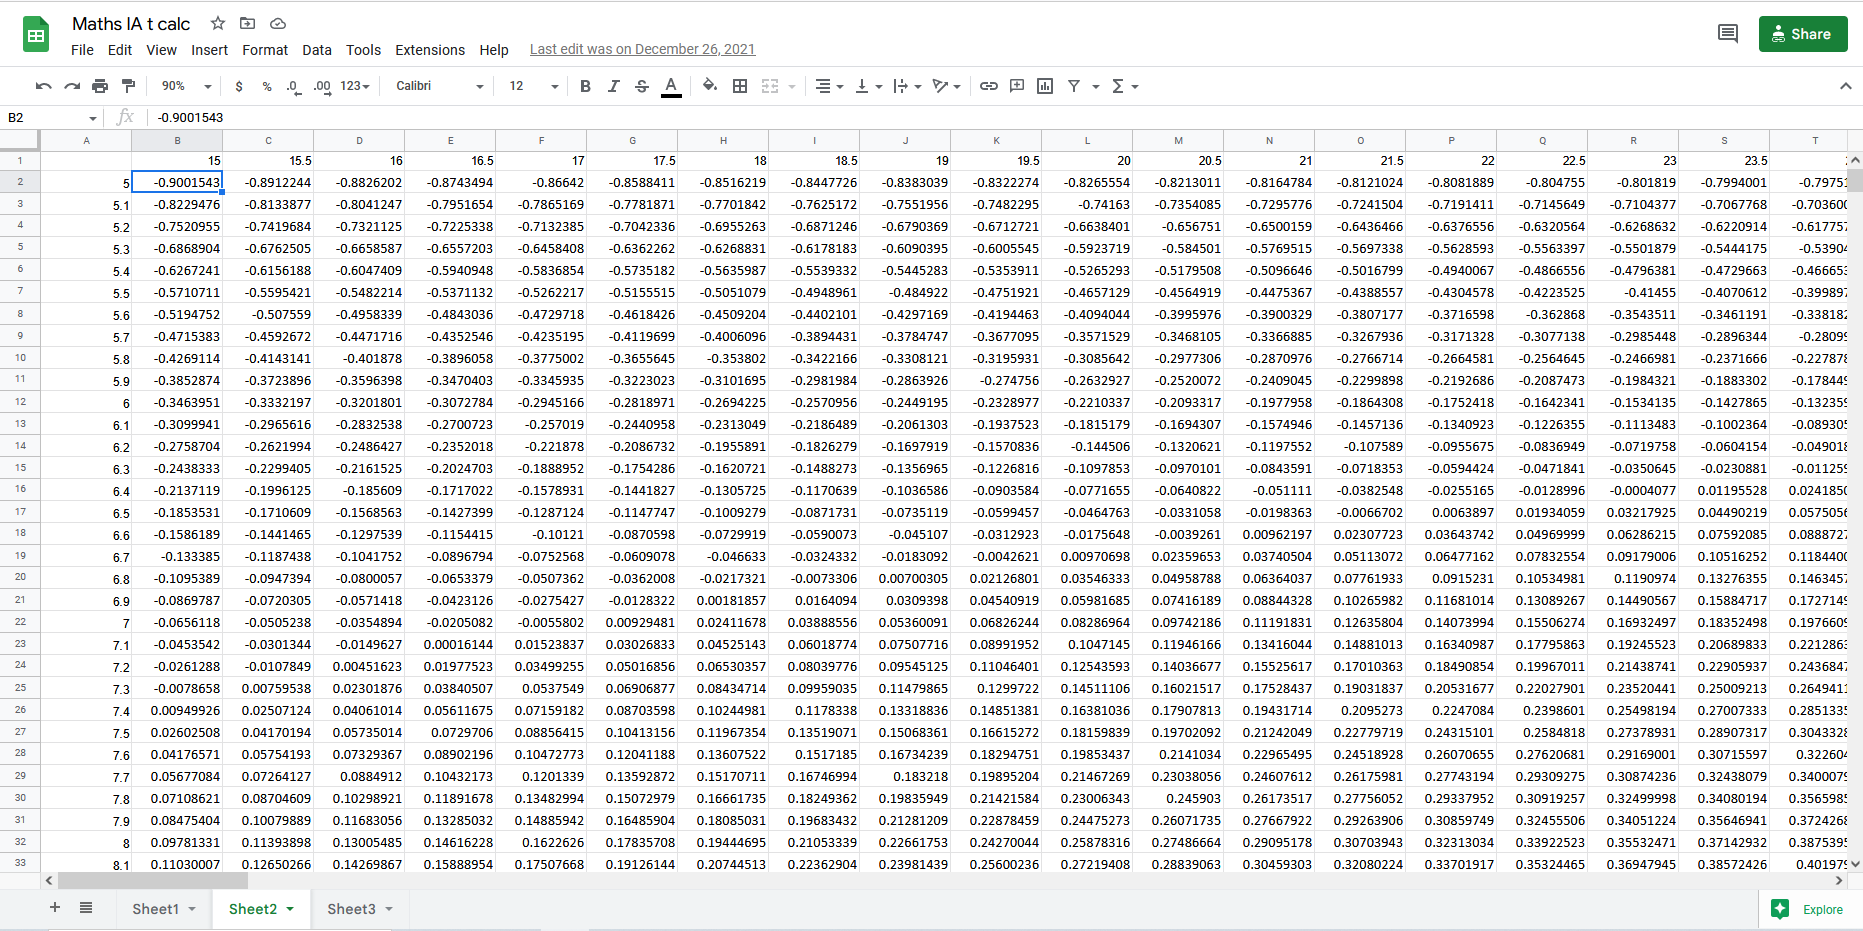 Maths IA t calc
File Edit View Insert Format Data Tools Extensions Help Last edit was on December 26, 2021
Share
90% $ % .0 .00 123 Calibri 12 B I S A
B2 fx -0.9001543
A B C D E F G H I J K L M N O P Q R S T
1 15 15.5 16 16.5 17 17.5 18 18.5 19 19.5 20 20.5 21 21.5 22 22.5 23 23.5
2 5 -0.9001543 -0.8912244 -0.8826202 -0.8743494 -0.86642 -0.8588411 -0.8516219 -0.8447726 -0.8383039 -0.8322274 -0.8265554 -0.8213011 -0.8164784 -0.8121024 -0.8081889 -0.804755 -0.801819 -0.7994001 -0.79751
3 5.1 -0.8229476 -0.8133877 -0.8041247 -0.7951654 -0.7865169 -0.7781871 -0.7701842 -0.7625172 -0.7551956 -0.7482295 -0.74163 -0.7354085 -0.7295776 -0.7241504 -0.7191411 -0.7145649 -0.7104377 -0.7067768 -0.703600
4 5.2 -0.7520955 -0.7419684 -0.7321125 -0.7225338 -0.7132385 -0.7042336 -0.6955263 -0.6871246 -0.6790369 -0.6712721 -0.6638401 -0.656751 -0.6500159 -0.6436466 -0.6376556 -0.6320564 -0.6268632 -0.6220914 -0.617757
5 5.3 -0.6868904 -0.6762505 -0.6658587 -0.6557203 -0.6458408 -0.6362262 -0.6268831 -0.6178183 -0.6090395 -0.6005545 -0.5923719 -0.584501 -0.5769515 -0.5697338 -0.5628593 -0.5563397 -0.5501879 -0.5444175 -0.53904
6 5.4 -0.6267241 -0.6156188 -0.6047409 -0.5940948 -0.5836854 -0.5735182 -0.5635987 -0.5539332 -0.5445283 -0.5353911 -0.5265293 -0.5179508 -0.5096646 -0.5016799 -0.4940067 -0.4866556 -0.4796381 -0.4729663 -0.466653
7 5.5 -0.5710711 -0.5595421 -0.5482214 -0.5371132 -0.5262217 -0.5155515 -0.5051079 -0.4948961 -0.484922 -0.4751921 -0.4657129 -0.4564919 -0.4475367 -0.4388557 -0.4304578 -0.4223525 -0.41455 -0.4070612 -0.399897
8 5.6 -0.5194752 -0.507559 -0.4958339 -0.4843036 -0.4729718 -0.4618426 -0.4509204 -0.4402101 -0.4297169 -0.4194463 -0.4094044 -0.3995976 -0.3900329 -0.3807177 -0.3716598 -0.362868 -0.3543511 -0.3461191 -0.338182
9 5.7 -0.4715383 -0.4592672 -0.4471716 -0.4352546 -0.4235195 -0.4119699 -0.4006096 -0.3894431 -0.3784747 -0.3677095 -0.3571529 -0.3468105 -0.3366885 -0.3267936 -0.3171328 -0.3077138 -0.2985448 -0.2896344 -0.28099
10 5.8 -0.4269114 -0.4143141 -0.401878 -0.3896058 -0.3775002 -0.3655645 -0.353802 -0.3422166 -0.3308121 -0.3195931 -0.3085642 -0.2977306 -0.2870976 -0.2766714 -0.2664581 -0.2564645 -0.2466981 -0.2371666 -0.227878
11 5.9 -0.3852874 -0.3723896 -0.3596398 -0.3470403 -0.3345935 -0.3223023 -0.3101695 -0.2981984 -0.2863926 -0.274756 -0.2632927 -0.2520072 -0.2409045 -0.2299898 -0.2192686 -0.2087473 -0.1984321 -0.1883302 -0.178449
12 6 -0.3463951 -0.3332197 -0.3201801 -0.3072784 -0.2945166 -0.2818971 -0.2694225 -0.2570956 -0.2449195 -0.2328977 -0.2210337 -0.2093317 -0.1977958 -0.1864308 -0.1752418 -0.1642341 -0.1534135 -0.1427865 -0.132359
13 6.1 -0.3099941 -0.2965616 -0.2832538 -0.2700723 -0.257019 -0.2440958 -0.2313049 -0.2186489 -0.2061303 -0.1937523 -0.1815179 -0.1694307 -0.1574946 -0.1457136 -0.1340923 -0.1226355 -0.1113483 -0.1002364 -0.089305
14 6.2 -0.2758704 -0.2621994 -0.2486427 -0.2352018 -0.221878 -0.2086732 -0.1955891 -0.1826279 -0.1697919 -0.1570836 -0.144506 -0.1320621 -0.1197552 -0.107589 -0.0955675 -0.0836949 -0.0719758 -0.0604154 -0.049018
15 6.3 -0.2438333 -0.2299405 -0.2161525 -0.2024703 -0.1888952 -0.1754286 -0.1620721 -0.1488273 -0.1356965 -0.1226816 -0.1097853 -0.0970101 -0.0843591 -0.0718353 -0.0594424 -0.0471841 -0.0350645 -0.0230881 -0.011259
16 6.4 -0.2137119 -0.1996125 -0.185609 -0.1717022 -0.1578931 -0.1441827 -0.1305725 -0.1170639 -0.1036586 -0.0903584 -0.0771655 -0.0640822 -0.051111 -0.0382548 -0.0255165 -0.0128996 -0.0004077 0.01195528 0.0241850
17 6.5 -0.1853531 -0.1710609 -0.1568563 -0.1427399 -0.1287124 -0.1147747 -0.1009279 -0.0871731 -0.0735119 -0.0599457 -0.0464763 -0.0331058 -0.0198363 -0.0066702 0.0063897 0.01934059 0.03217925 0.04490219 0.0575056
18 6.6 -0.1586189 -0.1441465 -0.1297539 -0.1154415 -0.10121 -0.0870598 -0.0729919 -0.0590073 -0.045107 -0.0312923 -0.0175648 -0.0039261 0.00962197 0.02307723 0.03643742 0.04969999 0.06286215 0.07592085 0.0888727
19 6.7 -0.133385 -0.1187438 -0.1041752 -0.0896794 -0.0752568 -0.0609078 -0.046633 -0.0324332 -0.0183092 -0.0042621 0.00970698 0.02359653 0.03740504 0.05113072 0.06477162 0.07832554 0.09179006 0.10516252 0.1184400
20 6.8 -0.1095389 -0.0947394 -0.0800057 -0.0653379 -0.0507362 -0.0362008 -0.0217321 -0.0073306 0.00700305 0.02126801 0.03546333 0.04958788 0.06364037 0.07761933 0.0915231 0.10534981 0.1190974 0.13276355 0.1463457
21 6.9 -0.0869787 -0.0720305 -0.0571418 -0.0423126 -0.0275427 -0.0128322 0.00181857 0.0164094 0.0309398 0.04540919 0.05981685 0.07416189 0.08844328 0.10265982 0.11681014 0.13089267 0.14490567 0.15884717 0.1727149
22 7 -0.0656118 -0.0505238 -0.0354894 -0.0205082 -0.0055802 0.00929481 0.02411678 0.03888556 0.05360091 0.06826244 0.08286964 0.09742186 0.11191831 0.12635804 0.14073994 0.15506274 0.16932497 0.18352498 0.1976609
23 7.1 -0.0453542 -0.0301344 -0.0149627 0.00016144 0.01523837 0.03026833 0.04525143 0.06018774 0.07507716 0.08991952 0.1047145 0.11946166 0.13416044 0.14881013 0.16340987 0.17795863 0.19245523 0.20689833 0.2212863
24 7.2 -0.0261288 -0.0107849 0.00451623 0.01977523 0.03499255 0.05016856 0.06530357 0.08039776 0.09545125 0.11046401 0.12543593 0.14036677 0.15525617 0.17010363 0.18490854 0.19967011 0.21438741 0.22905937 0.2436847
25 7.3 -0.0078658 0.00759538 0.02301876 0.03840507 0.0537549 0.06906877 0.08434714 0.09959035 0.11479865 0.1299722 0.14511106 0.16021517 0.17528437 0.19031837 0.20531677 0.22027901 0.23520441 0.25009213 0.2649411
26 7.4 0.00949926 0.02507124 0.04061014 0.05611675 0.07159182 0.08703598 0.10244981 0.1178338 0.13318836 0.14851381 0.16381036 0.17907813 0.19431714 0.2095273 0.2247084 0.2398601 0.25498194 0.27007333 0.2851335
27 7.5 0.02602508 0.04170194 0.05735014 0.0729706 0.08856415 0.10413156 0.11967354 0.13519071 0.15068361 0.16615272 0.18159839 0.19702092 0.21242049 0.22779719 0.24315101 0.2584818 0.27378931 0.28907317 0.3043328
28 7.6 0.04176571 0.05754193 0.07329367 0.08902196 0.10472773 0.12041188 0.13607522 0.1517185 0.16734239 0.18294751 0.19853437 0.2141034 0.22965495 0.24518928 0.26070655 0.27620681 0.29169001 0.30715597 0.322604
29 7.7 0.05677084 0.07264127 0.0884912 0.10432173 0.1201339 0.13592872 0.15170711 0.16746994 0.183218 0.19895204 0.21467269 0.23038056 0.24607612 0.26175981 0.27743194 0.29309275 0.30874236 0.32438079 0.3400079
30 7.8 0.07108621 0.08704609 0.10298921 0.11891678 0.13482994 0.15072979 0.16661735 0.18249362 0.19835949 0.21421584 0.23006343 0.245903 0.26173517 0.27756052 0.29337952 0.30919257 0.32499998 0.34080194 0.3565985
31 7.9 0.08475404 0.10079889 0.11683056 0.13285032 0.14885942 0.16485904 0.18085031 0.19683432 0.21281209 0.22878459 0.24475273 0.26071735 0.27667922 0.29263906 0.30859749 0.32455506 0.34051224 0.35646941 0.3724268
32 8 0.09781331 0.11393898 0.13005485 0.14616228 0.1622626 0.17835708 0.19444695 0.21053339 0.22661753 0.24270044 0.25878316 0.27486664 0.29095178 0.30703943 0.32313034 0.33922523 0.35532471 0.37142932 0.3875395
33 8.1 0.11030007 0.12650266 0.14269867 0.15888954 0.17507668 0.19126144 0.20744513 0.22362904 0.23981439 0.25600236 0.27219408 0.28839063 0.30459303 0.32080224 0.33701917 0.35324465 0.36947945 0.38572426 0.401979
Sheet1 Sheet2 Sheet3 Explore